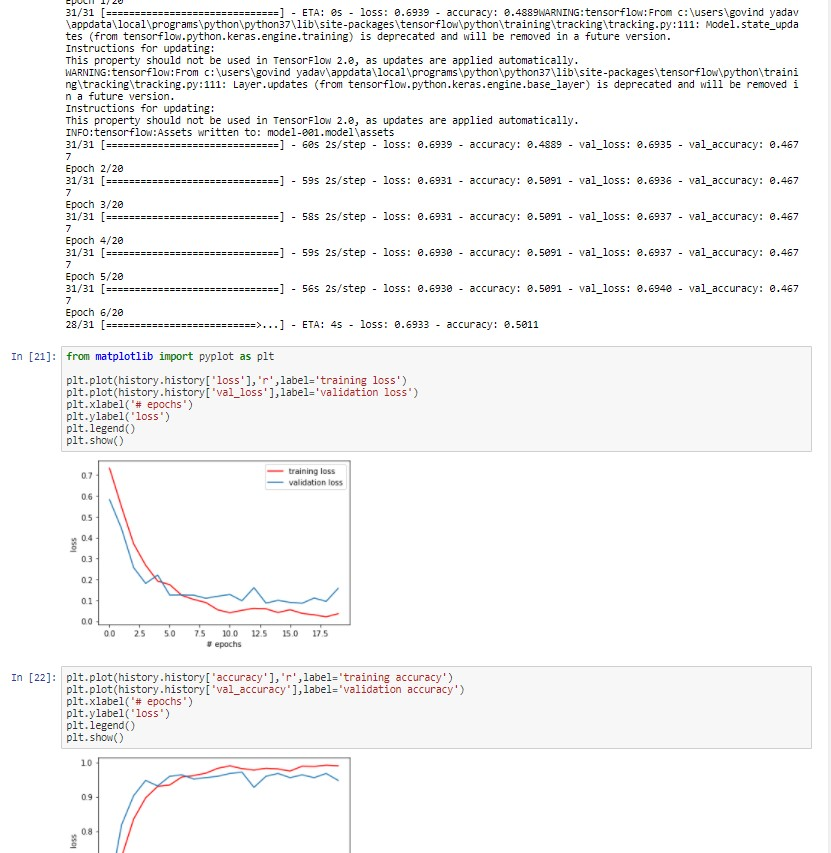 Epoch 1/20
31/31 [==============================] - ETA: 0s - loss: 0.6939 - accuracy: 0.4889WARNING:tensorflow:From c:\users\govind yadav
\appdata\local\programs\python\python37\lib\site-packages\tensorflow\python\training\tracking\tracking.py:111: Model.state_upda
tes (from tensorflow.python.keras.engine.training) is deprecated and will be removed in a future version.
Instructions for updating:
This property should not be used in TensorFlow 2.0, as updates are applied automatically.
WARNING:tensorflow:From c:\users\govind yadav\appdata\local\programs\python\python37\lib\site-packages\tensorflow\python\traini
ng\tracking\tracking.py:111: Layer.updates (from tensorflow.python.keras.engine.base_layer) is deprecated and will be removed i
n a future version.
Instructions for updating:
This property should not be used in TensorFlow 2.0, as updates are applied automatically.
INFO:tensorflow:Assets written to: model-001.model\assets
31/31 [==============================] - 60s 2s/step - loss: 0.6939 - accuracy: 0.4889 - val_loss: 0.6935 - val_accuracy: 0.467
7
Epoch 2/20
31/31 [==============================] - 59s 2s/step - loss: 0.6931 - accuracy: 0.5091 - val_loss: 0.6936 - val_accuracy: 0.467
7
Epoch 3/20
31/31 [==============================] - 58s 2s/step - loss: 0.6931 - accuracy: 0.5091 - val_loss: 0.6937 - val_accuracy: 0.467
7
Epoch 4/20
31/31 [==============================] - 59s 2s/step - loss: 0.6930 - accuracy: 0.5091 - val_loss: 0.6937 - val_accuracy: 0.467
7
Epoch 5/20
31/31 [==============================] - 56s 2s/step - loss: 0.6930 - accuracy: 0.5091 - val_loss: 0.6940 - val_accuracy: 0.467
7
Epoch 6/20
28/31 [==========================>...] - ETA: 4s - loss: 0.6933 - accuracy: 0.5011
In [21]: from matplotlib import pyplot as plt
plt.plot(history.history['loss'],'r',label='training loss')
plt.plot(history.history['val_loss'],label='validation loss')
plt.xlabel('# epochs')
plt.ylabel('loss')
plt.legend()
plt.show()
training loss
validation loss
0.7
0.6
0.5
0.4
0.3
0.2
0.1
0.0
loss
0.0 2.5 5.0 7.5 10.0 12.5 15.0 17.5
# epochs
In [22]: plt.plot(history.history['accuracy'],'r',label='training accuracy')
plt.plot(history.history['val_accuracy'],label='validation accuracy')
plt.xlabel('# epochs')
plt.ylabel('loss')
plt.legend()
plt.show()
1.0
0.9
0.8
loss